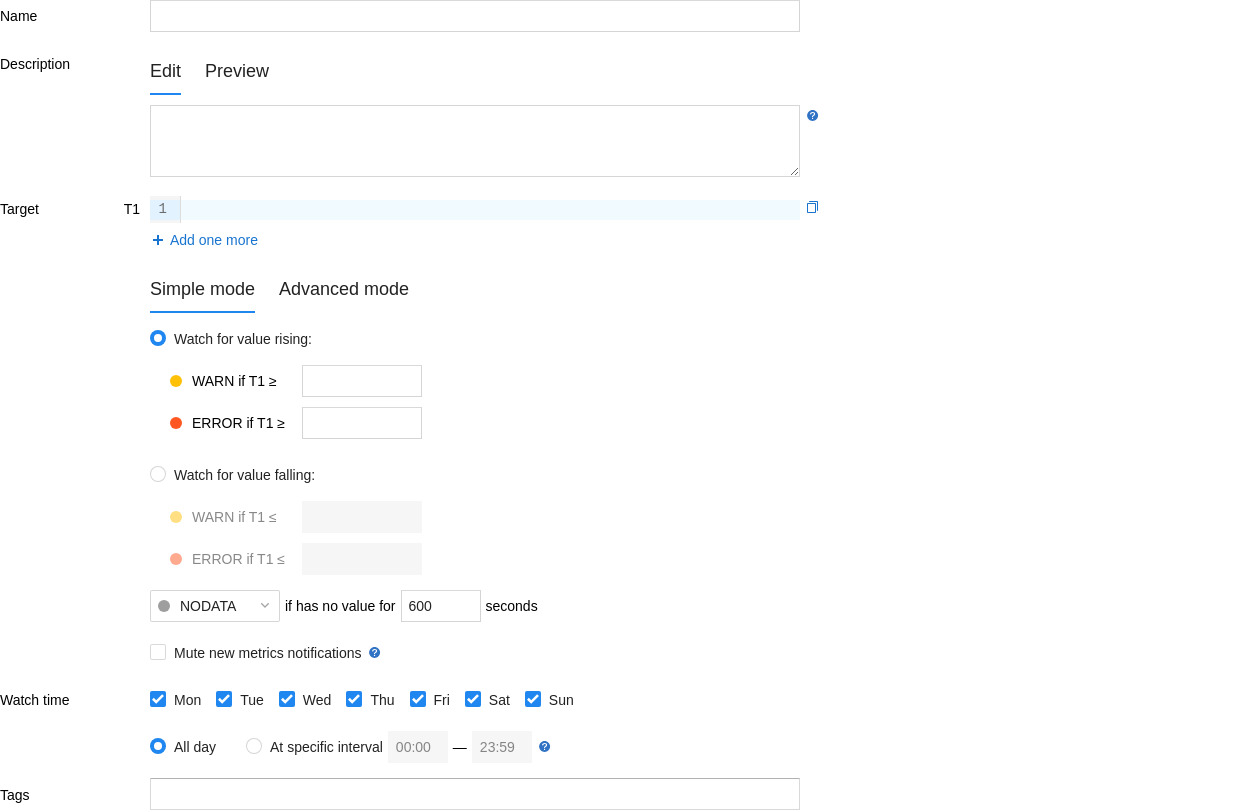 Name
Description
Edit Preview
Target T1 1
Add one more
Simple mode Advanced mode
Watch for value rising:
WARN if T1 ≥
ERROR if T1 ≥
Watch for value falling:
WARN if T1 ≤
ERROR if T1 ≤
NODATA if has no value for 600 seconds
Mute new metrics notifications ?
Watch time Mon Tue Wed Thu Fri Sat Sun
All day At specific interval 00:00 — 23:59 ?
Tags